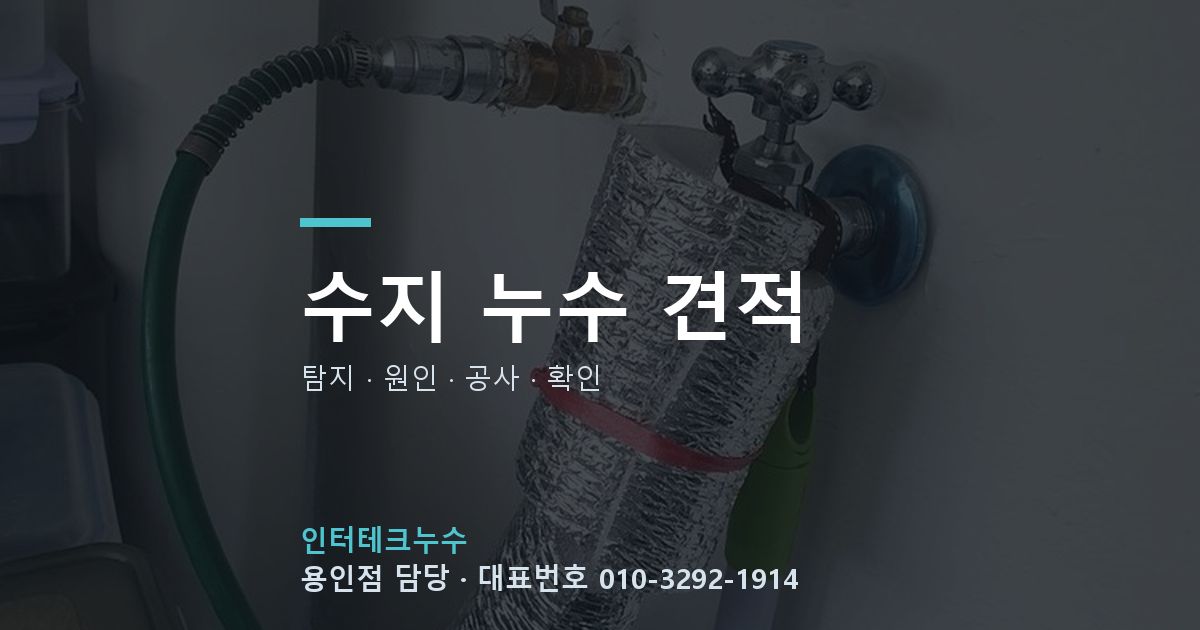 수지 누수 견적
탐지 · 원인 · 공사 · 확인
인터테크누수
용인점 담당 · 대표번호 010-3292-1914